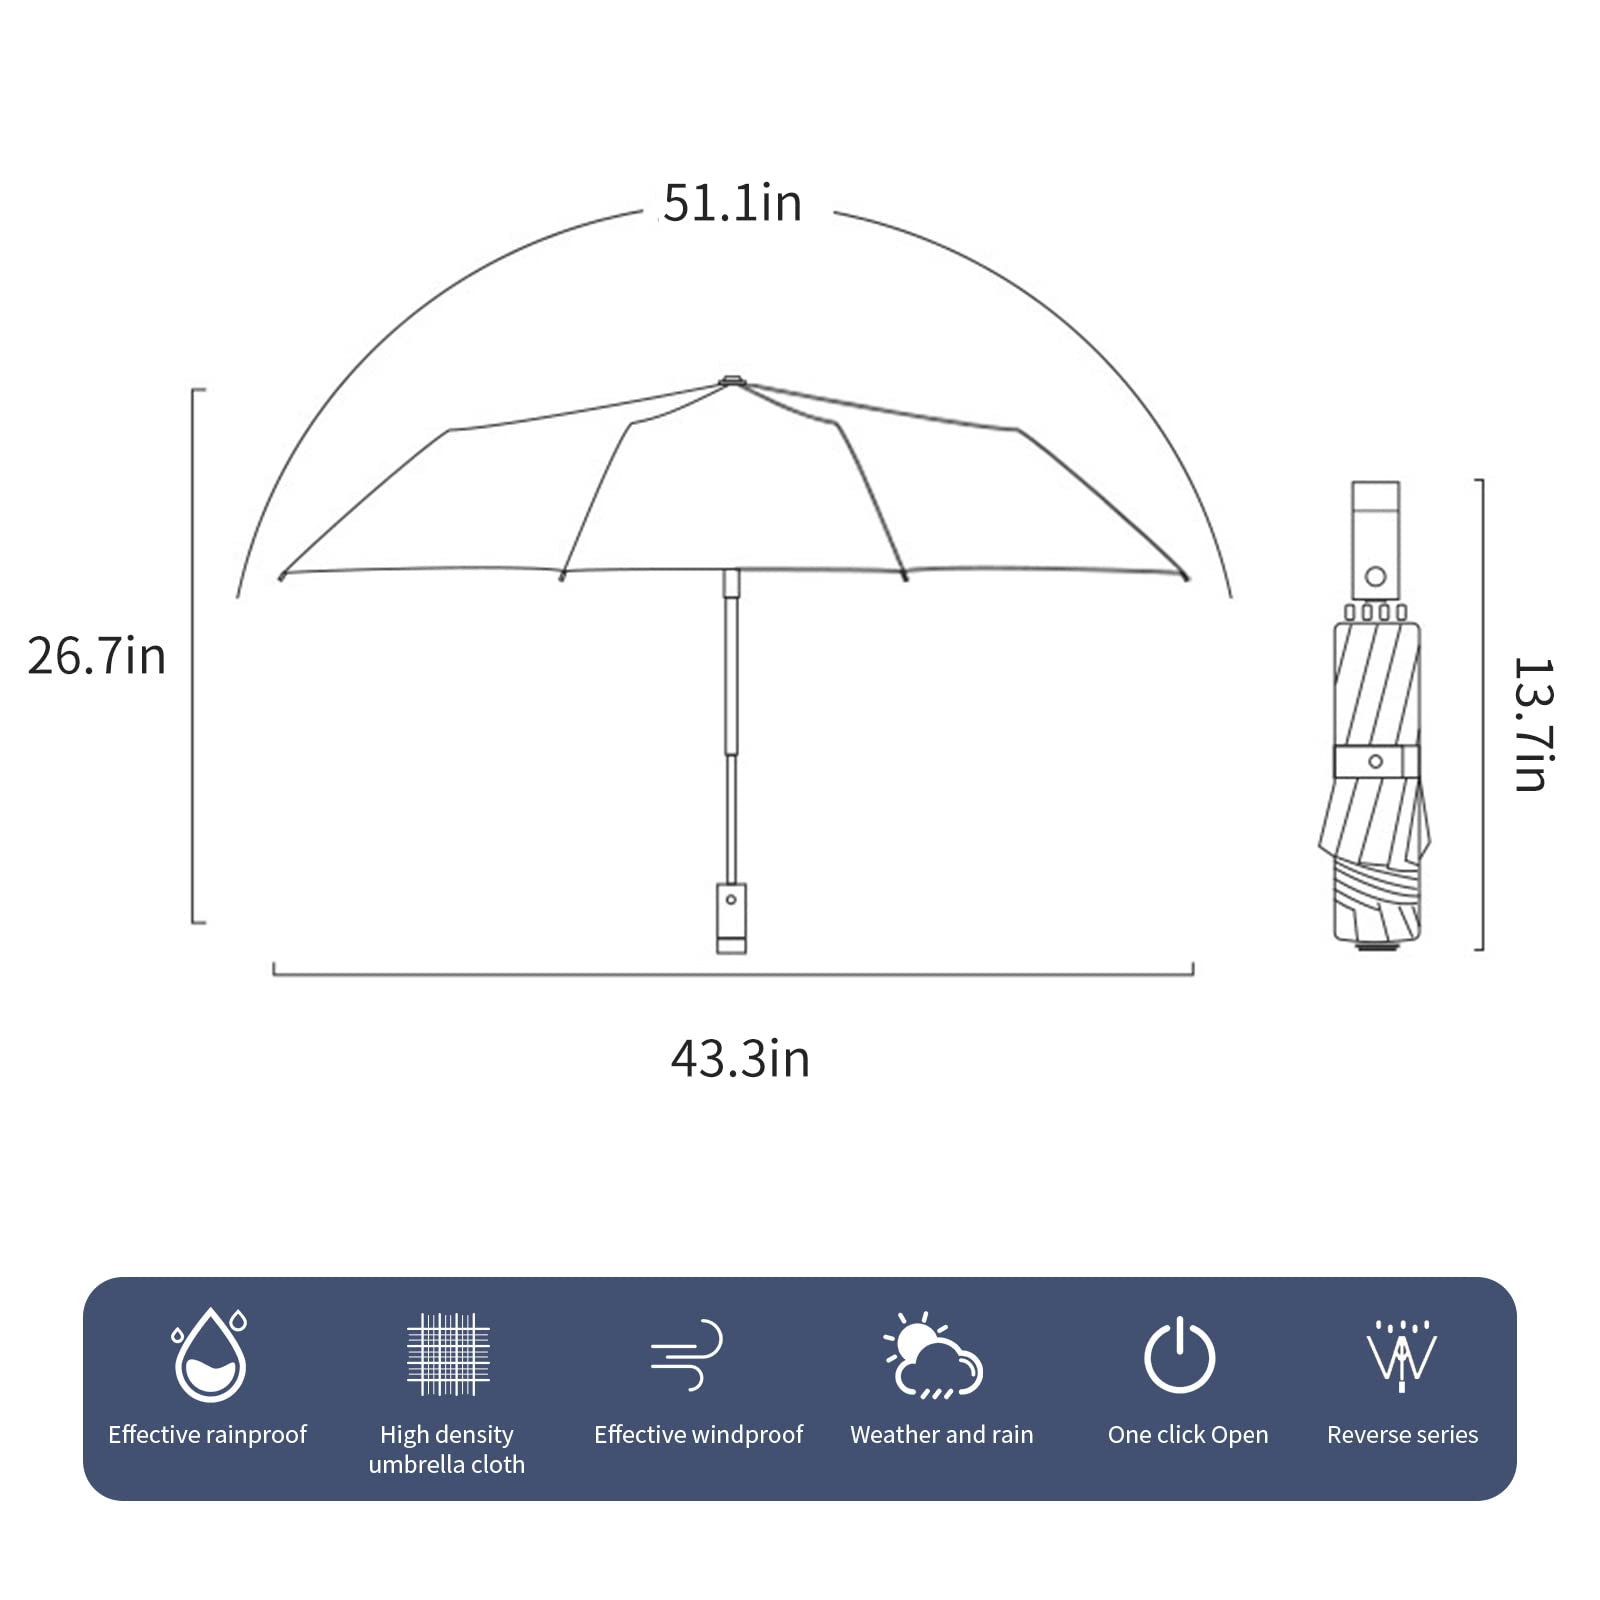 51.1in
26.7in
13.7in
43.3in
Effective rainproof
High density
umbrella cloth
Effective windproof
Weather and rain
One click Open
Reverse series